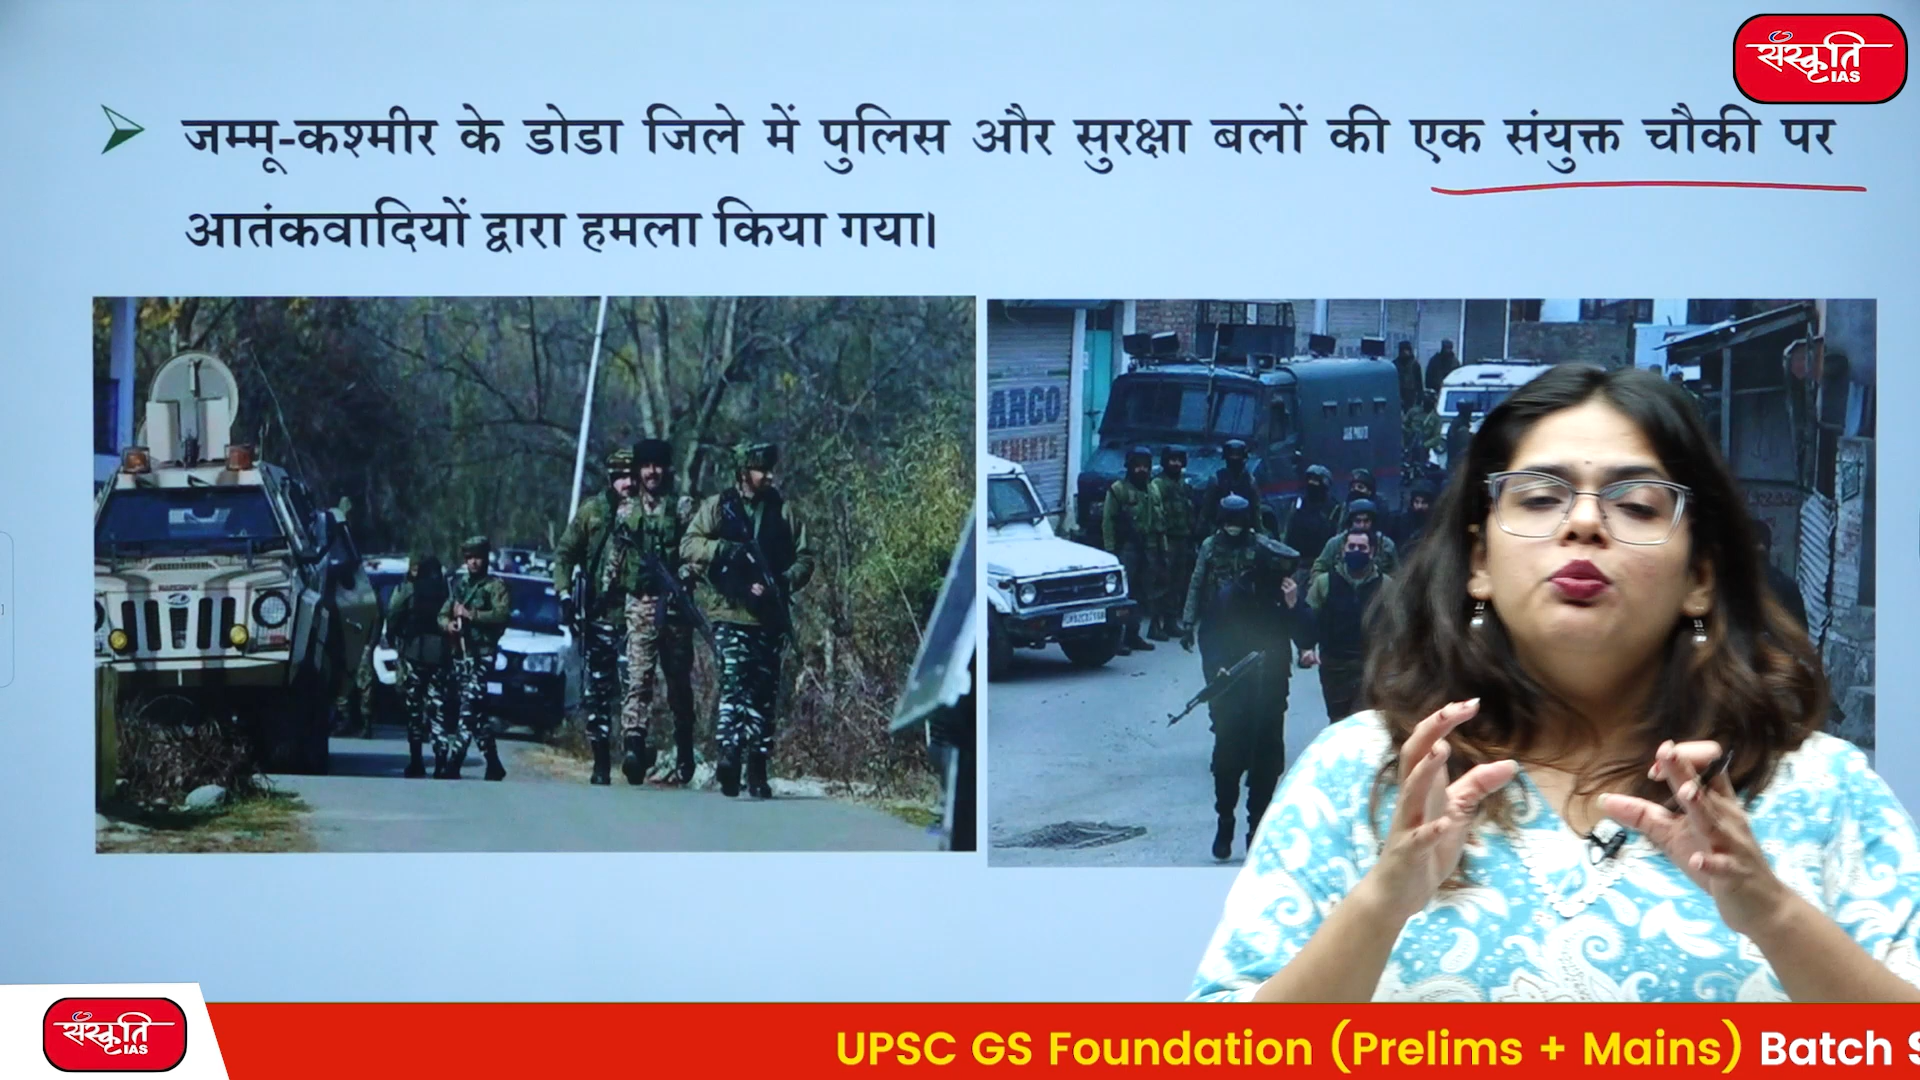 संस्कृति
IAS
जम्मू-कश्मीर के डोडा जिले में पुलिस और सुरक्षा बलों की एक संयुक्त चौकी पर
आतंकवादियों द्वारा हमला किया गया।
ARCO
संस्कृति
IAS
UPSC GS Foundation (Prelims + Mains) Batch S